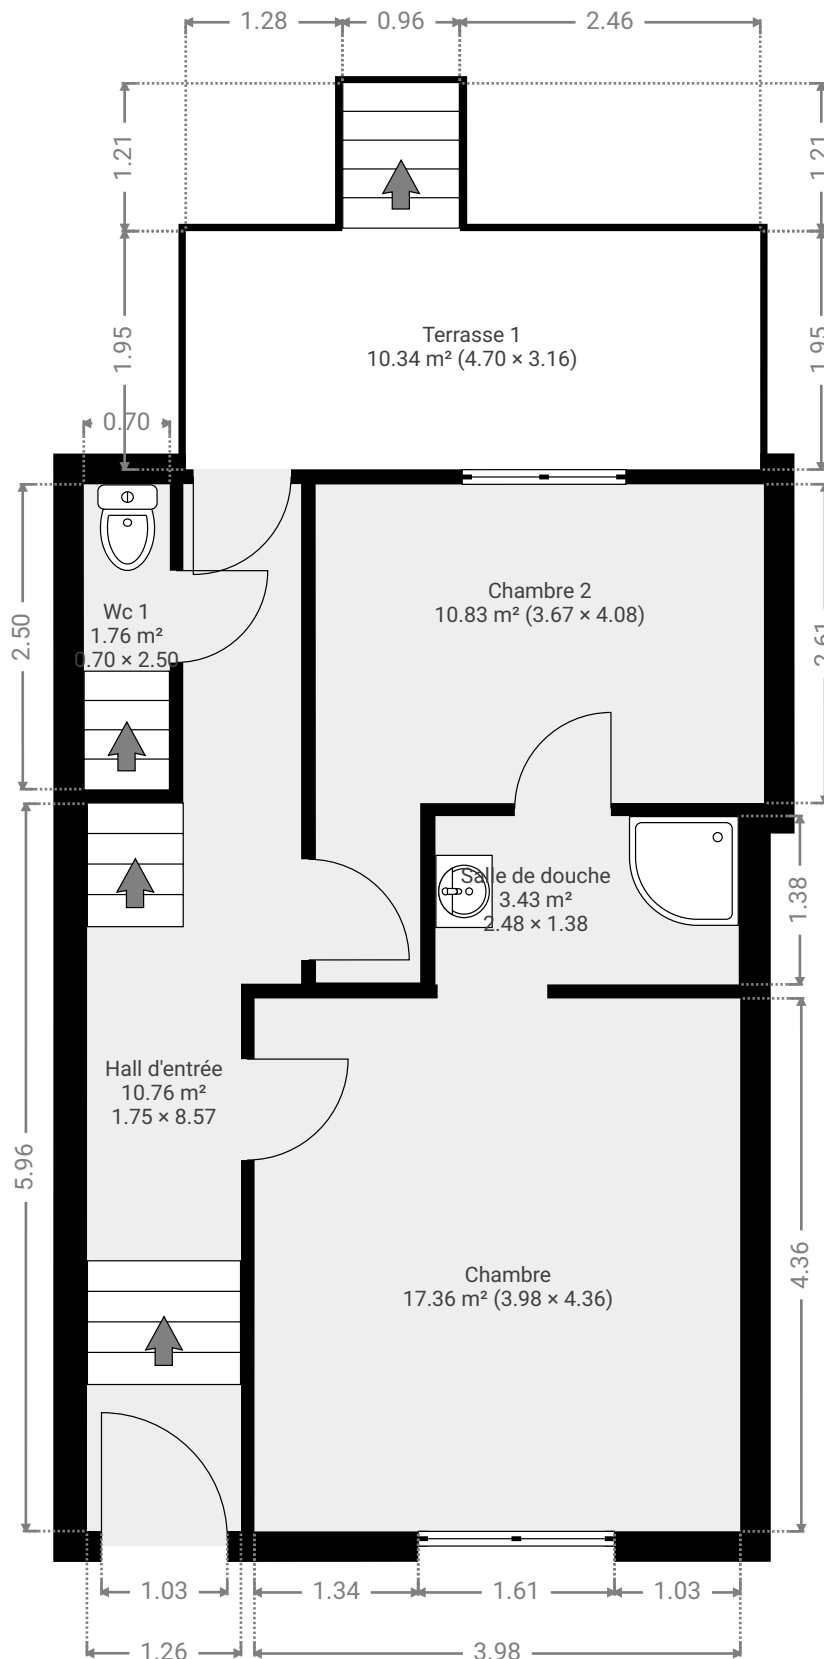 1.28
0.96
2.46
1.21
1.21
1.95
1.95
Terrasse 1
10.34 m² (4.70 × 3.16)
0.70
2.50
Wc 1
1.76 m²
0.70 × 2.50
Chambre 2
10.83 m² (3.67 × 4.08)
2.61
Salle de douche
3.43 m²
2.48 × 1.38
1.38
Hall d'entrée
10.76 m²
1.75 × 8.57
5.96
Chambre
17.36 m² (3.98 × 4.36)
4.36
1.03
1.34
1.61
1.03
1.26
3.98